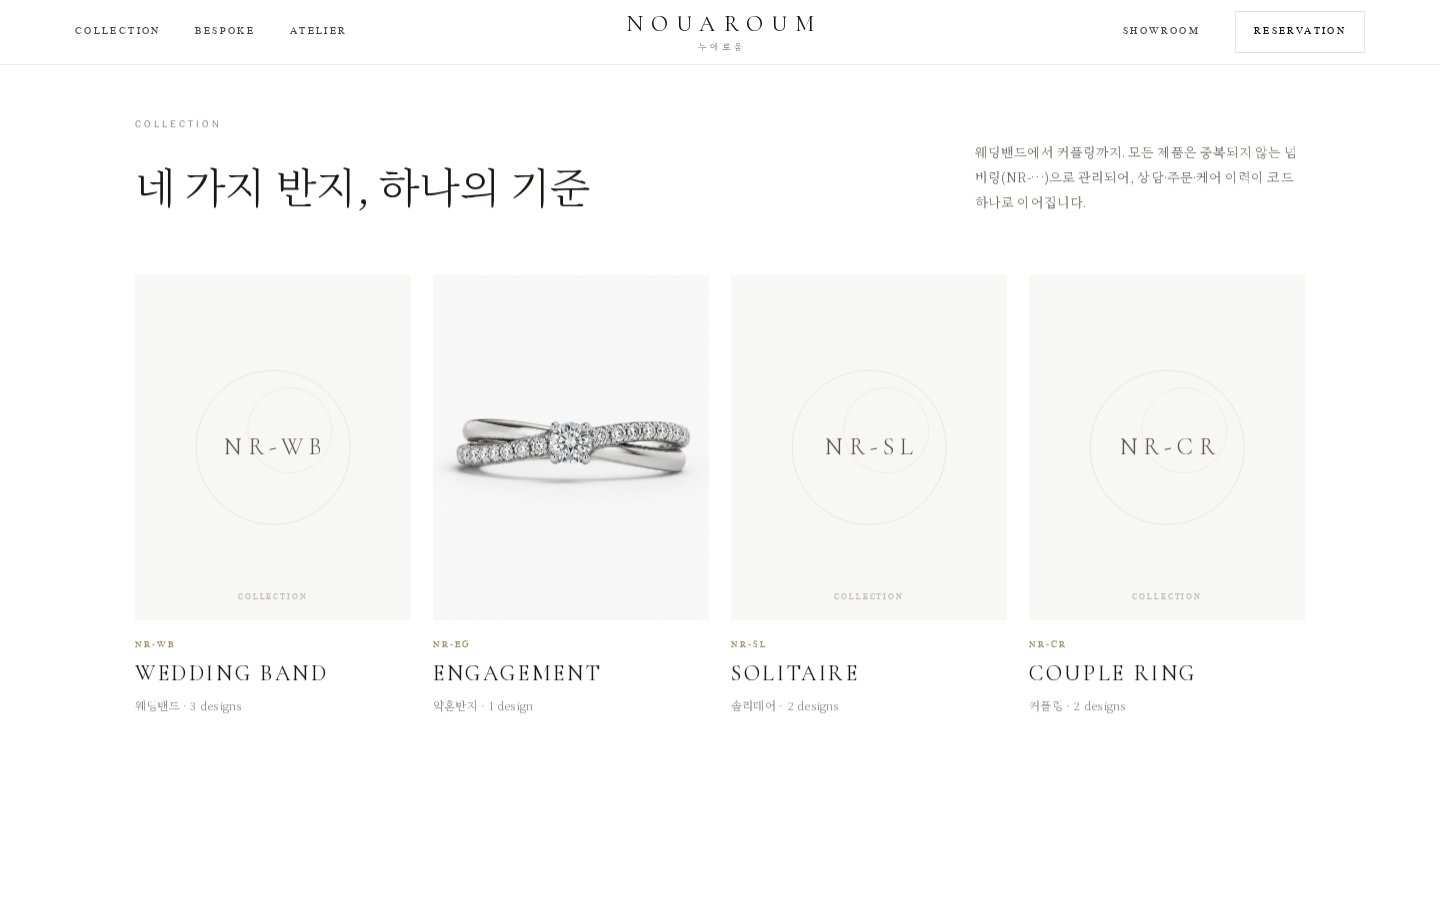 COLLECTION
BESPOKE
ATELIER
NOUAROUM
누아로움
SHOWROOM
RESERVATION
COLLECTION
네 가지 반지, 하나의 기준
웨딩밴드에서 커플링까지. 모든 제품은 중복되지 않는 넘
버링(NR-···)으로 관리되어, 상담·주문·케어 이력이 코드
하나로 이어집니다.
NR-WB
COLLECTION
NR-SL
COLLECTION
NR-CR
COLLECTION
NR-WB
WEDDING BAND
웨딩밴드 · 3 designs
NR-EG
ENGAGEMENT
약혼반지 · 1 design
NR-SL
SOLITAIRE
솔리테어 · 2 designs
NR-CR
COUPLE RING
커플링 · 2 designs